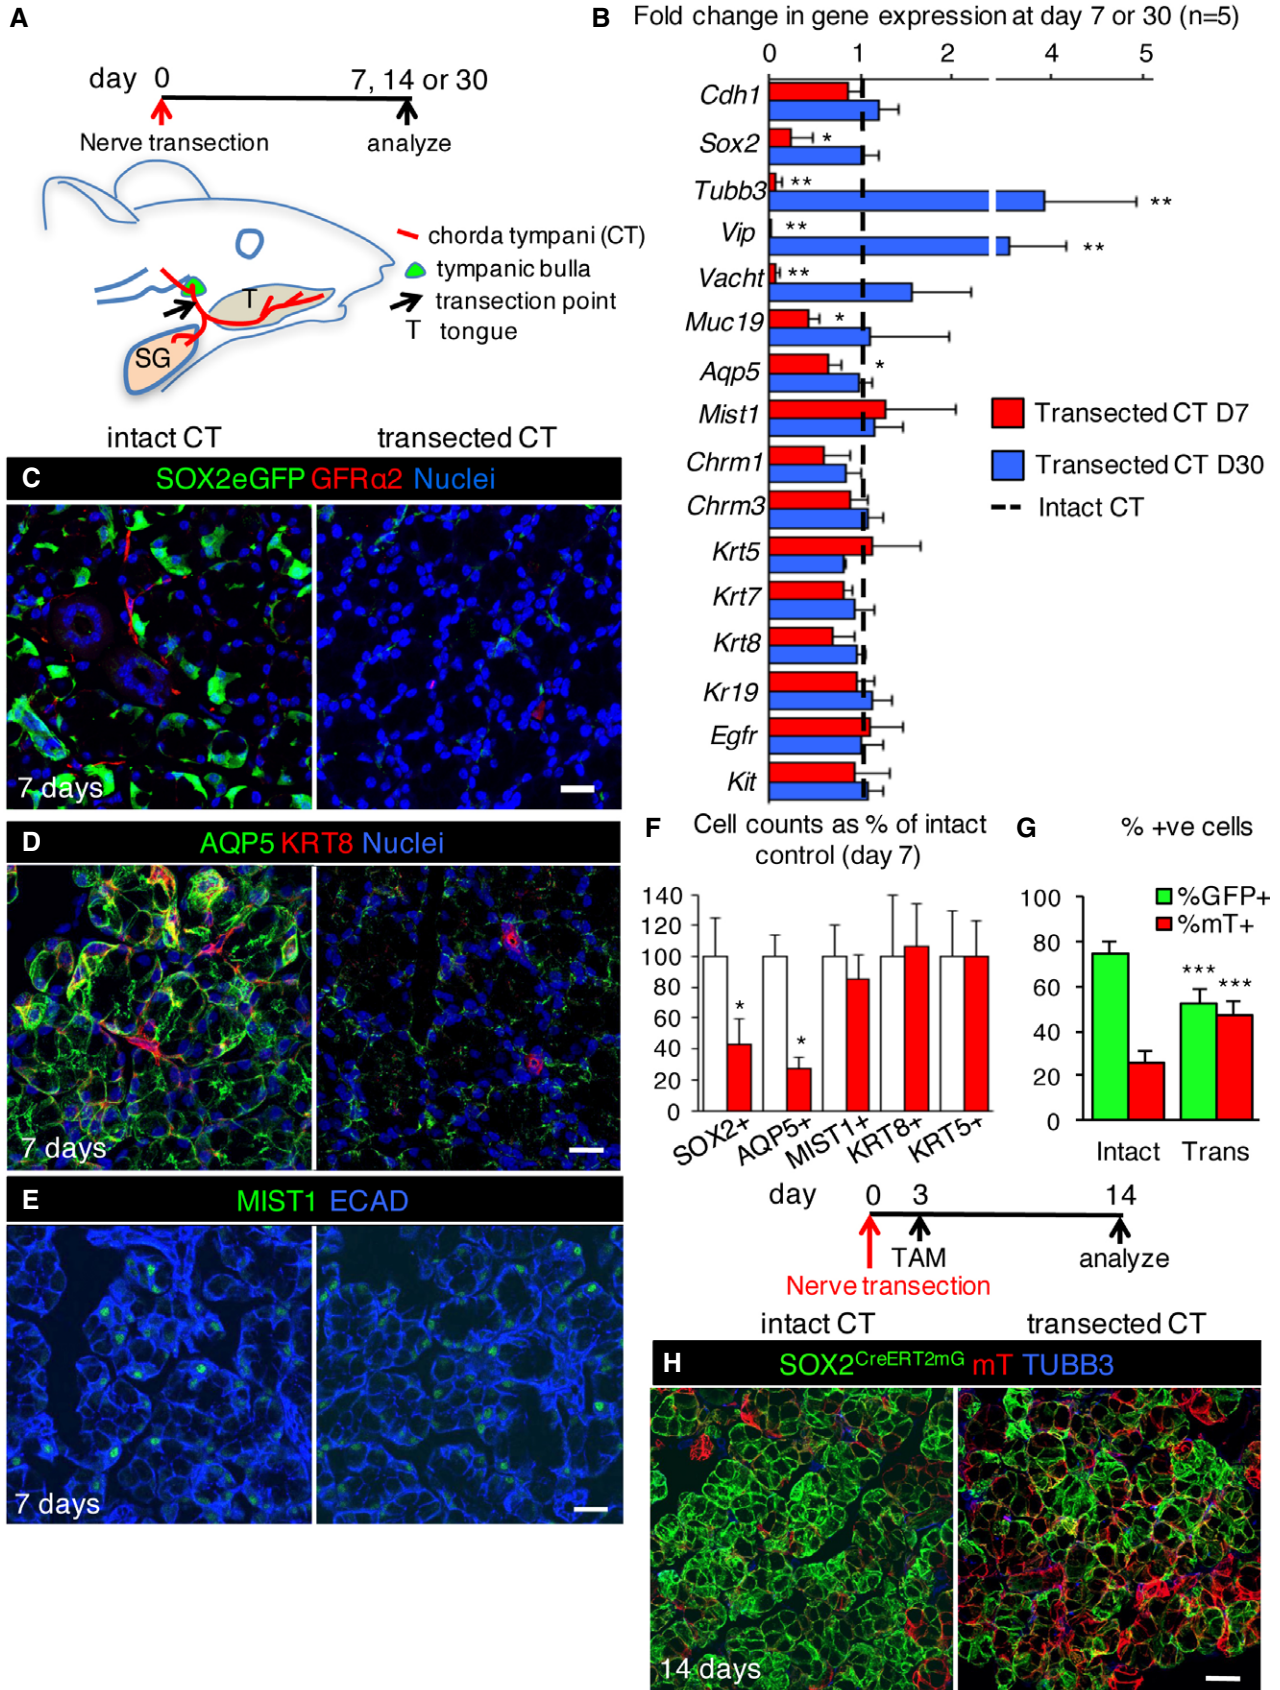 A
day 0 7, 14 or 30
Nerve transection analyze
chorda tympani (CT)
tympanic bulla
transection point
T tongue
T
SG
B Fold change in gene expression at day 7 or 30 (n=5)
0 1 2 4 5
Cdh1
Sox2 *
Tubb3 ** **
Vip ** **
Vacht **
Muc19 *
Aqp5 *
Mist1
Chrm1
Chrm3
Krt5
Krt7
Krt8
Kr19
Egfr
Kit
Transected CT D7
Transected CT D30
Intact CT
intact CT transected CT
C SOX2eGFP GFRα2 Nuclei
7 days
D AQP5 KRT8 Nuclei
7 days
E MIST1 ECAD
7 days
F Cell counts as % of intact
control (day 7)
140
120
100
80
60
40
20
0
* *
SOX2+ AQP5+ MIST1+ KRT8+ KRT5+
G % +ve cells
%GFP+
%mT+
100
80
60
40
20
0
*** ***
Intact Trans
day 0 3 14
TAM analyze
Nerve transection
intact CT transected CT
H SOX2CreERT2mG mT TUBB3
14 days